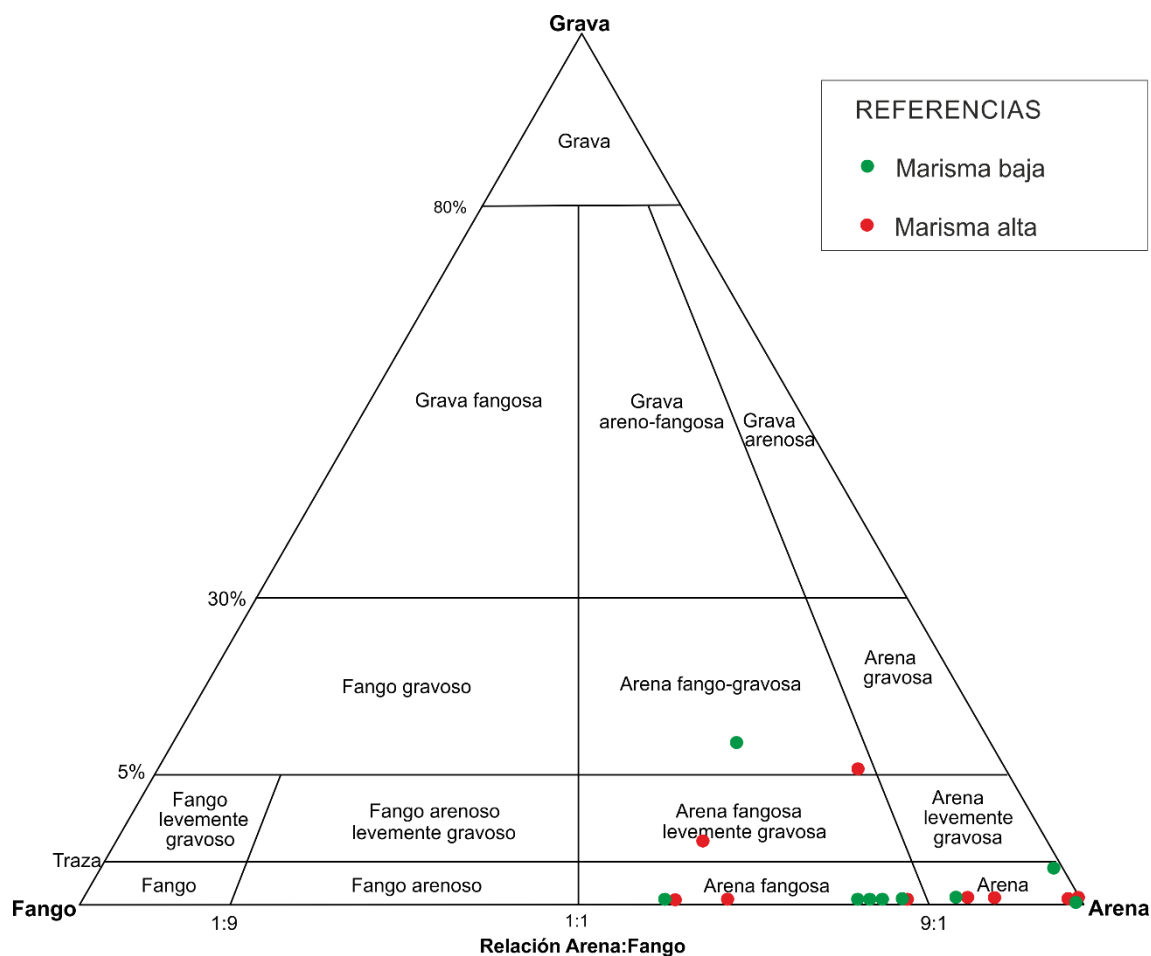 Grava
REFERENCIAS
Marisma baja
Marisma alta
Grava
80%
Grava fangosa
Grava
areno-fangosa
Grava
arenosa
30%
Fango gravoso
Arena fango-gravosa
Arena
gravosa
5%
Fango
levemente
gravoso
Fango arenoso
levemente gravoso
Arena fangosa
levemente gravosa
Arena
levemente
gravosa
Traza
Fango
Fango arenoso
Arena fangosa
Arena
Fango
Arena
1:9
1:1
9:1
Relación Arena:Fango